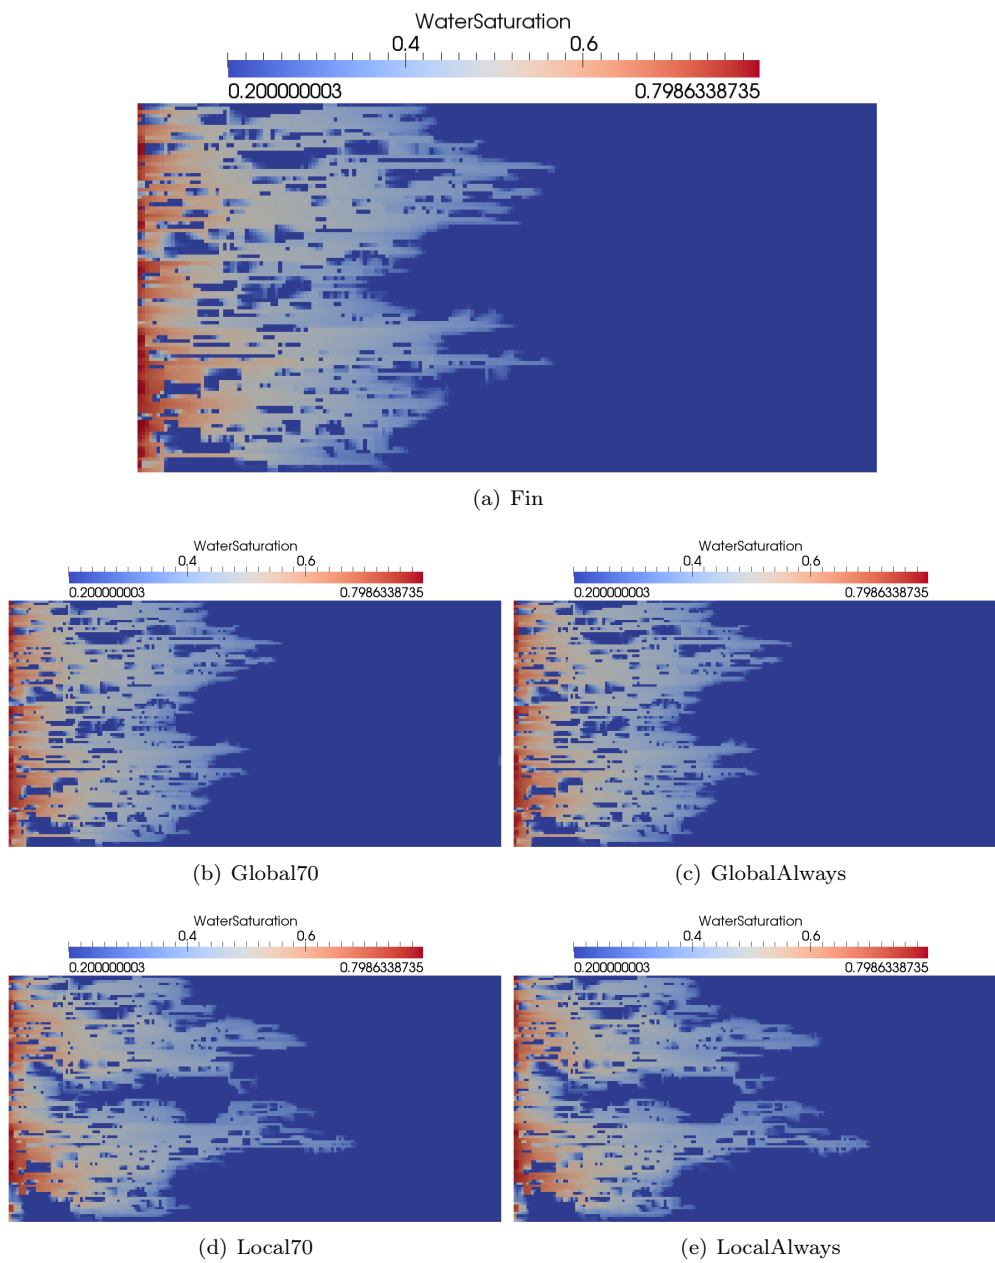 WaterSaturation
0.4 0.6
0.200000003 0.7986338735
(a) Fin
WaterSaturation WaterSaturation
0.4 0.6 0.4 0.6
0.200000003 0.7986338735 0.200000003 0.7986338735
(b) Global70 (c) GlobalAlways
WaterSaturation WaterSaturation
0.4 0.6 0.4 0.6
0.200000003 0.7986338735 0.200000003 0.7986338735
(d) Local70 (e) LocalAlways